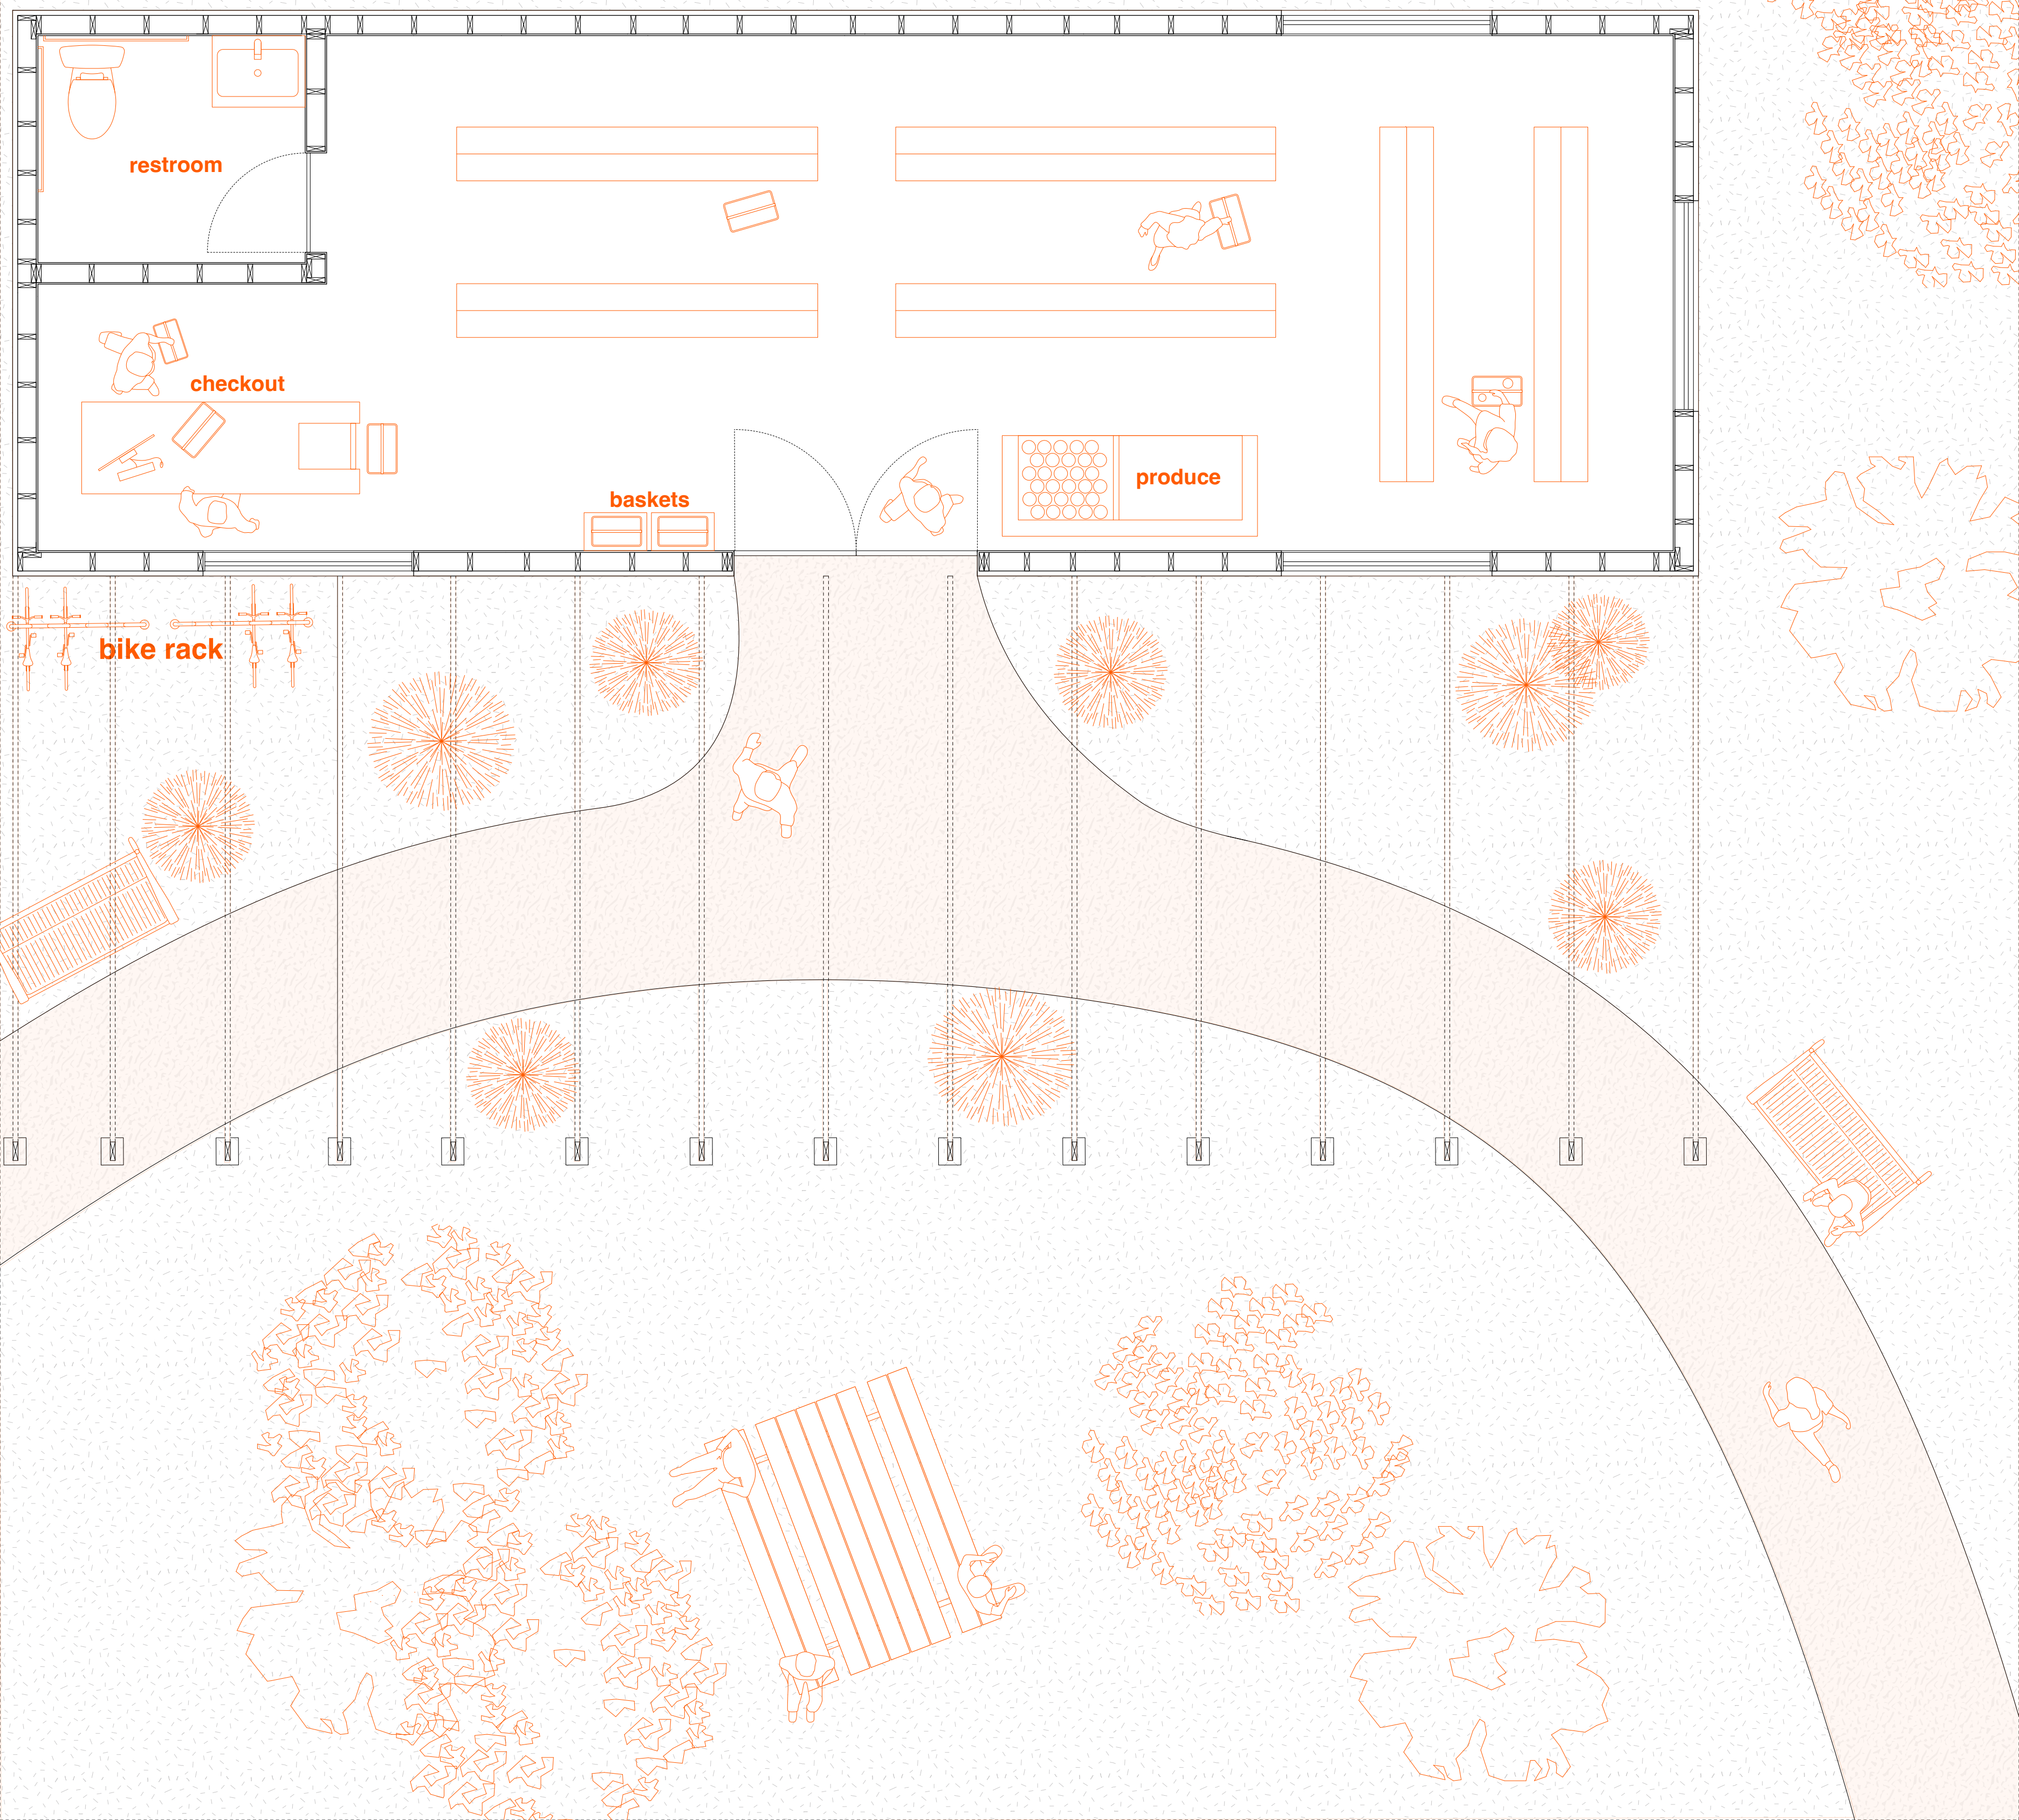 restroom
checkout
baskets
produce
bike rack